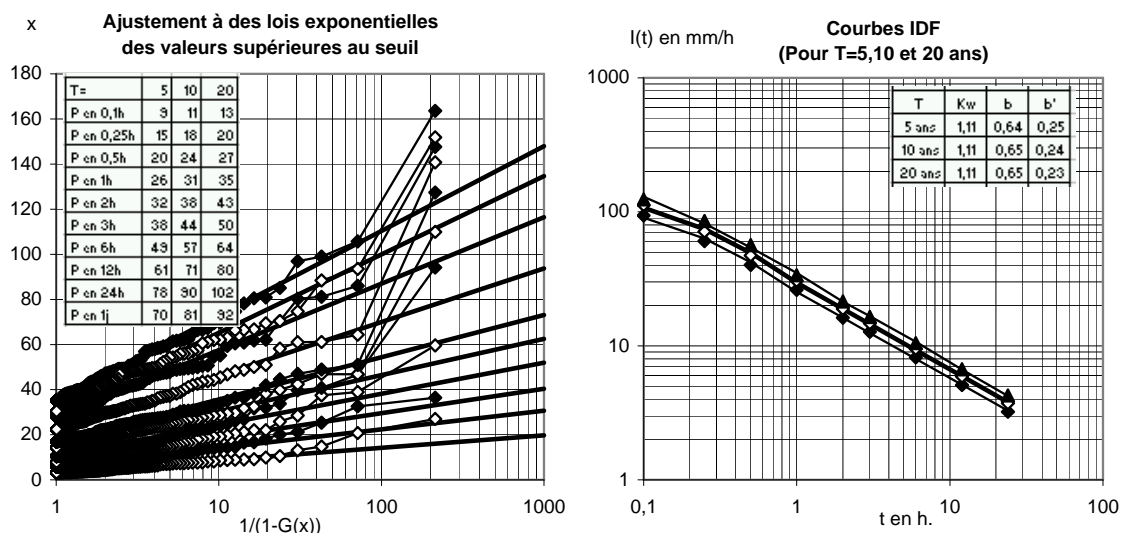 x
Ajustement à des lois exponentielles
des valeurs supérieures au seuil
180
160
140
120
100
80
60
40
20
0
T= 5 10 20
P en 0,1h 9 11 13
P en 0,25h 15 18 20
P en 0,5h 20 24 27
P en 1h 26 31 35
P en 2h 32 38 43
P en 3h 38 44 50
P en 6h 49 57 64
P en 12h 61 71 80
P en 24h 78 90 102
P en 1j 70 81 92
1 10 100 1000
1/(1-G(x))
I(t) en mm/h
Courbes IDF
(Pour T=5,10 et 20 ans)
1000
100
10
1
T Kw b b'
5 ans 1,11 0,64 0,25
10 ans 1,11 0,65 0,24
20 ans 1,11 0,65 0,23
0,1 1 10 100
t en h.